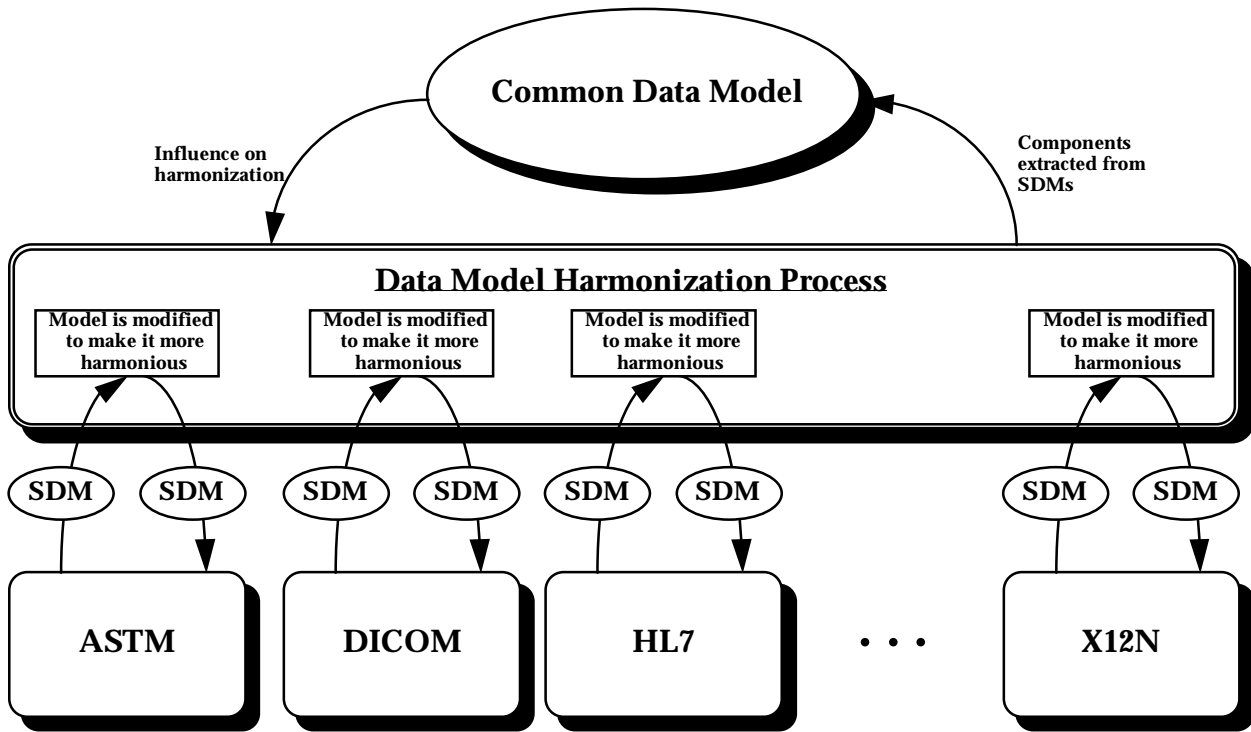 Common Data Model
Influence on
harmonization
Components
extracted from
SDMs
Data Model Harmonization Process
Model is modified
to make it more
harmonious
Model is modified
to make it more
harmonious
Model is modified
to make it more
harmonious
Model is modified
to make it more
harmonious
SDM
SDM
SDM
SDM
SDM
SDM
SDM
SDM
ASTM
DICOM
HL7
. . .
X12N